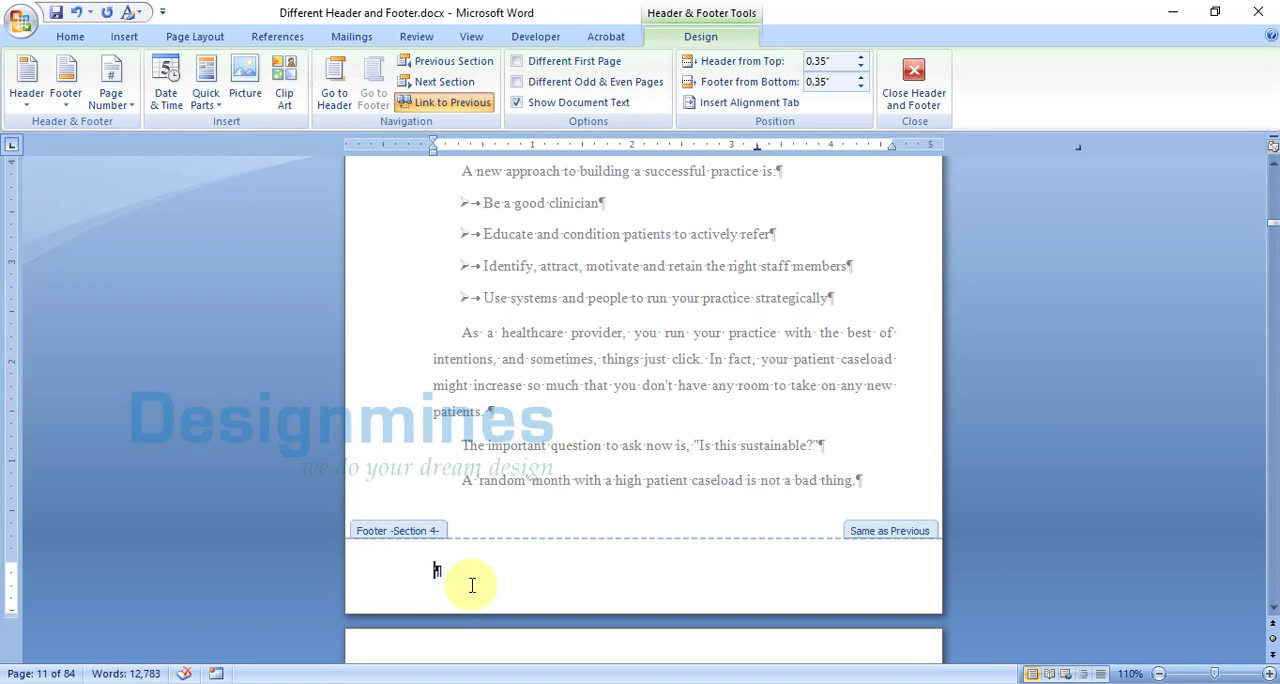 Different Header and Footer.docx - Microsoft Word
Header & Footer Tools
Home Insert Page Layout References Mailings Review View Developer Acrobat Design
Header
Footer
Page Number
Header & Footer
Date & Time
Quick Parts
Picture
Clip Art
Insert
Go to Header
Go to Footer
Previous Section
Next Section
Link to Previous
Navigation
Different First Page
Different Odd & Even Pages
Show Document Text
Options
Header from Top: 0.35"
Footer from Bottom: 0.35"
Insert Alignment Tab
Position
Close Header and Footer
Close
1 2 3 4 5
4
3
2
1
A·new·approach·to·building·a·successful·practice·is:¶
➢→Be·a·good·clinician¶
➢→Educate·and·condition·patients·to·actively·refer¶
➢→Identify,·attract,·motivate·and·retain·the·right·staff·members¶
➢→Use·systems·and·people·to·run·your·practice·strategically¶
As· a· healthcare· provider,· you· run· your· practice· with· the· best· of·
intentions,· and· sometimes,· things· just· click.· In· fact,· your· patient· caseload·
might· increase· so· much· that· you· don't· have· any· room· to· take· on· any· new·
patients.·¶
Designmines
we do your dream design
The·important·question·to·ask·now·is,·"Is·this·sustainable?"¶
A·'random'·month·with·a·high·patient·caseload·is·not·a·bad·thing.¶
Footer -Section 4-
Same as Previous
¶
Page: 11 of 84 Words: 12,783 110%